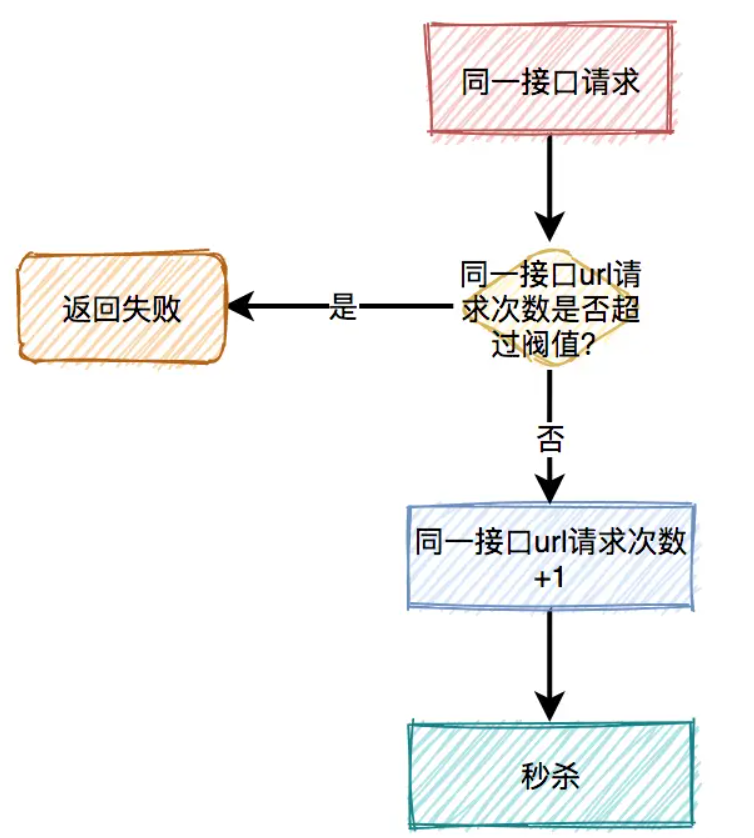 同一接口请求
同一接口url请
求次数是否超
过阀值?
是
返回失败
否
同一接口url请求次数
+1
秒杀